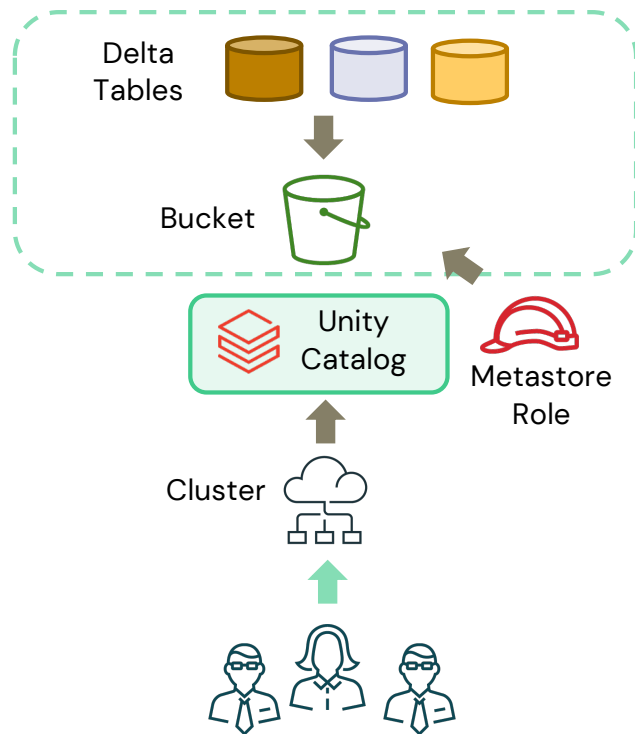 Delta
Tables
Bucket
Unity
Catalog
Metastore
Role
Cluster